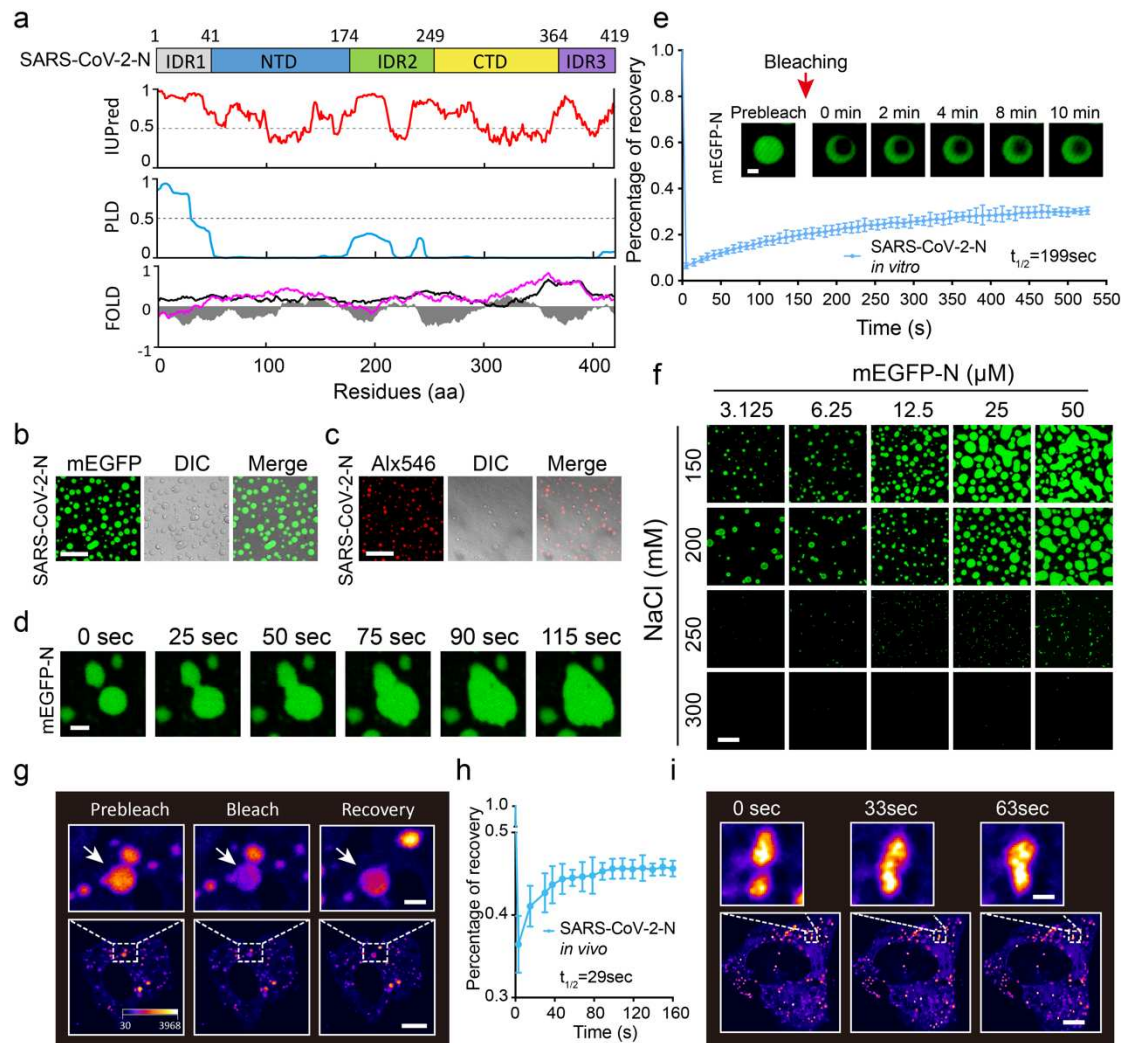 a
1 41 174 249 364 419
SARS-CoV-2-N IDR1 NTD IDR2 CTD IDR3
IUPred
1
0.5
0
PLD
1
0.5
0
FOLD
1
0
-1
0 100 200 300 400
Residues (aa)
b
SARS-CoV-2-N
mEGFP DIC Merge
c
SARS-CoV-2-N
Alx546 DIC Merge
d
0 sec 25 sec 50 sec 75 sec 90 sec 115 sec
mEGFP-N
e
Percentage of recovery
1.0
0.8
0.6
0.4
0.2
0.0
Bleaching
Prebleach 0 min 2 min 4 min 8 min 10 min
mEGFP-N
SARS-CoV-2-N
in vitro
t1/2=199sec
0 50 100 150 200 250 300 350 400 450 500 550
Time (s)
f
mEGFP-N (μM)
3.125 6.25 12.5 25 50
NaCl (mM)
150
200
250
300
g
Prebleach Bleach Recovery
30 3968
h
Percentage of recovery
1.0
0.5
0.4
0.3
SARS-CoV-2-N
in vivo
t1/2=29sec
0 40 80 120 160
Time (s)
i
0 sec 33sec 63sec